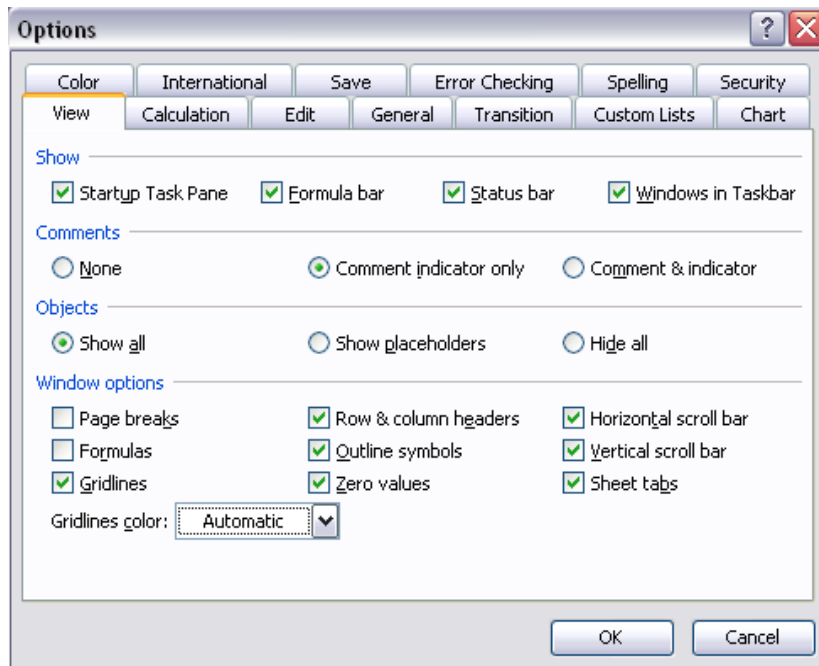 Options
Color International Save Error Checking Spelling Security
View Calculation Edit General Transition Custom Lists Chart
Show
Startup Task Pane Formula bar Status bar Windows in Taskbar
Comments
None Comment indicator only Comment & indicator
Objects
Show all Show placeholders Hide all
Window options
Page breaks Row & column headers Horizontal scroll bar
Formulas Outline symbols Vertical scroll bar
Gridlines Zero values Sheet tabs
Gridlines color: Automatic
OK Cancel